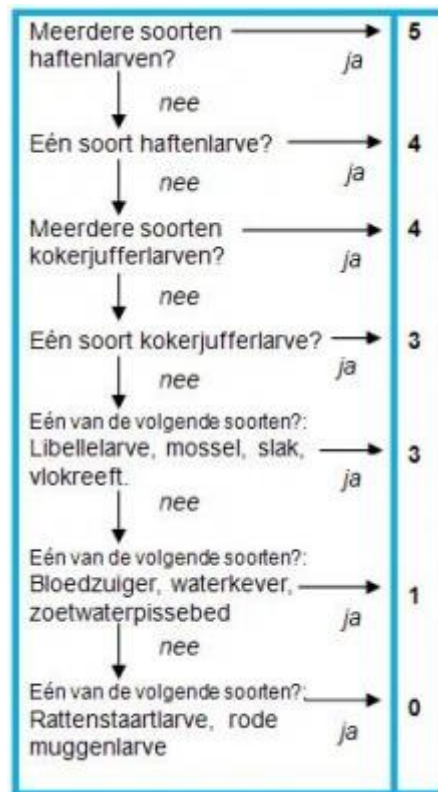 Meerdere soorten 5
haftenlarven? ja
nee
Eén soort haftenlarve? 4
ja
nee
Meerdere soorten 4
kokerjufferlarven? ja
nee
Eén soort kokerjufferlarve? 3
ja
nee
Eén van de volgende soorten?:
Libellelarve, mossel, slak, 3
vlokreeft. ja
nee
Eén van de volgende soorten?:
Bloedzuiger, waterkever, 1
zoetwaterpissebed ja
nee
Eén van de volgende soorten?: 0
Rattenstaartlarve, rode
muggenlarve ja